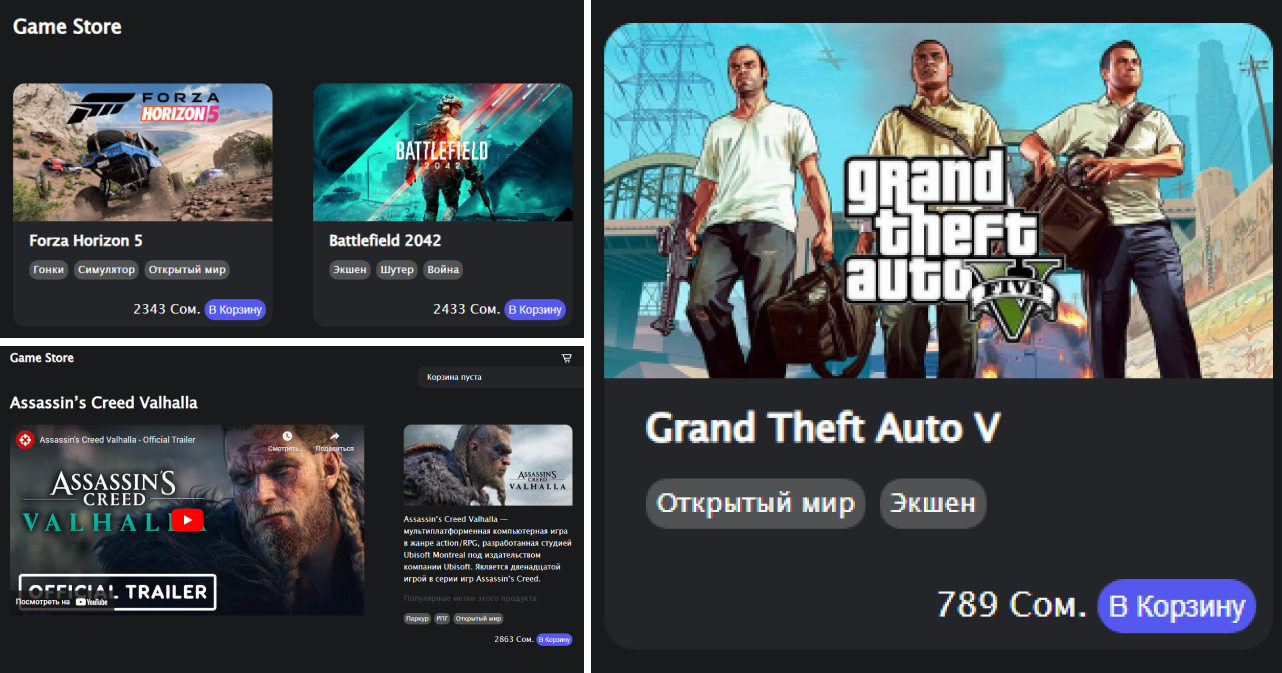 Game Store
FORZA
HORIZON 5
BATTLEFIELD
2042
Forza Horizon 5
Battlefield 2042
Гонки Симулятор Открытый мир
Экшен Шутер Война
2343 Сом. В Корзину
2433 Сом. В Корзину
Game Store
Корзина пуста
Assassin's Creed Valhalla
Assassin's Creed Valhalla - Official Trailer
Смотреть ...
Поделиться
ASSASSIN'S
CREED
VALHALLA
OFFICIAL TRAILER
Посмотреть на YouTube
ASSASSIN'S
CREED
VALHALLA
Assassin's Creed Valhalla —
мультиплатформенная компьютерная игра
в жанре action/RPG, разработанная студией
Ubisoft Montreal под издательством
компании Ubisoft. Является двенадцатой
игрой в серии игр Assassin's Creed.
Популярные метки этого продукта.
Паркур РПГ Открытый мир
2863 Сом. В Корзину
grand
theft
auto
V
FIVE
Grand Theft Auto V
Открытый мир Экшен
789 Сом. В Корзину